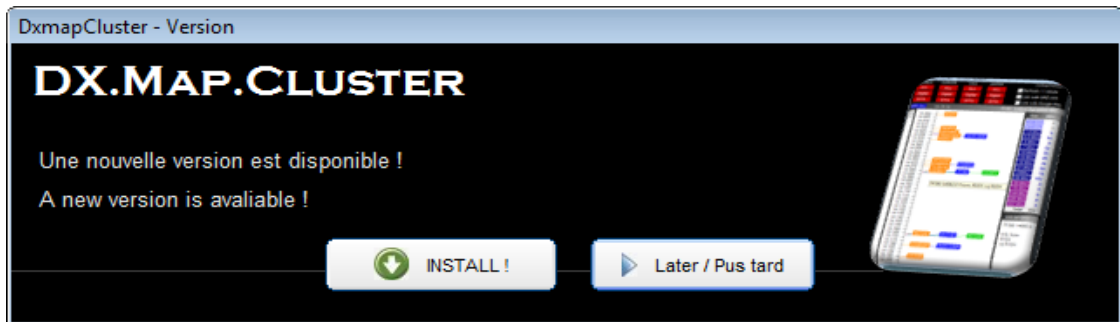 DxmapCluster - Version
DX.MAP.CLUSTER
Une nouvelle version est disponible !
A new version is avaliable !
INSTALL !
Later / Pus tard